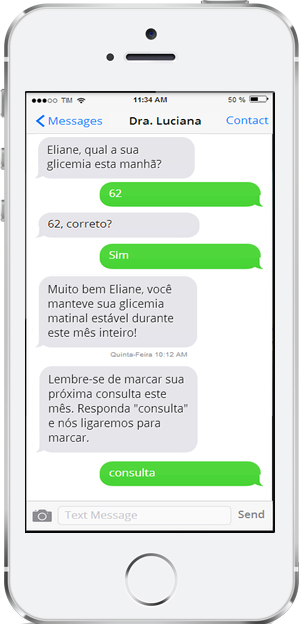 TIM 11:34 AM 50 %
Messages Dra. Luciana Contact
Eliane, qual a sua
glicemia esta manhã?
62
62, correto?
Sim
Muito bem Eliane, você
manteve sua glicemia
matinal estável durante
este mês inteiro!
Quinta-Feira 10:12 AM
Lembre-se de marcar sua
próxima consulta este
mês. Responda "consulta"
e nós ligaremos para
marcar.
consulta
Text Message Send